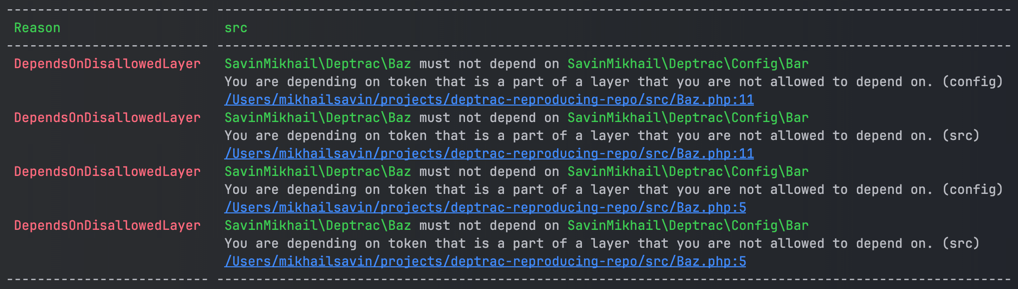 Reason src
DependsOnDisallowedLayer SavinMikhail\Deptrac\Baz must not depend on SavinMikhail\Deptrac\Config\Bar
You are depending on token that is a part of a layer that you are not allowed to depend on. (config)
/Users/mikhailsavin/projects/deptrac-reproducing-repo/src/Baz.php:11
DependsOnDisallowedLayer SavinMikhail\Deptrac\Baz must not depend on SavinMikhail\Deptrac\Config\Bar
You are depending on token that is a part of a layer that you are not allowed to depend on. (src)
/Users/mikhailsavin/projects/deptrac-reproducing-repo/src/Baz.php:11
DependsOnDisallowedLayer SavinMikhail\Deptrac\Baz must not depend on SavinMikhail\Deptrac\Config\Bar
You are depending on token that is a part of a layer that you are not allowed to depend on. (config)
/Users/mikhailsavin/projects/deptrac-reproducing-repo/src/Baz.php:5
DependsOnDisallowedLayer SavinMikhail\Deptrac\Baz must not depend on SavinMikhail\Deptrac\Config\Bar
You are depending on token that is a part of a layer that you are not allowed to depend on. (src)
/Users/mikhailsavin/projects/deptrac-reproducing-repo/src/Baz.php:5